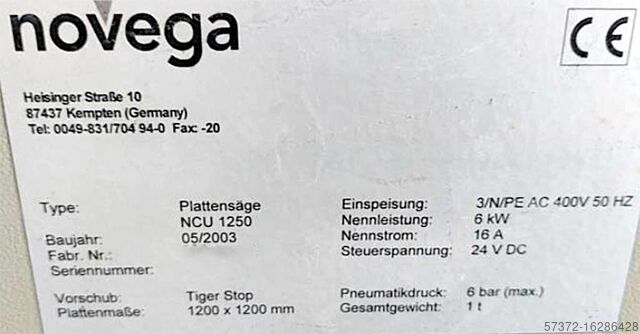 novega
CE
Heisinger Straße 10
87437 Kempten (Germany)
Tel: 0049-831/704 94-0 Fax: -20
Type: Plattensäge Einspeisung: 3/N/PE AC 400V 50 HZ
NCU 1250 Nennleistung: 6 kW
Baujahr: 05/2003 Nennstrom: 16 A
Fabr. Nr.: Steuerspannung: 24 V DC
Seriennummer:
Vorschub: Tiger Stop Pneumatikdruck: 6 bar (max.)
Plattenmaße: 1200 x 1200 mm Gesamtgewicht: 1 t
57372-16286428